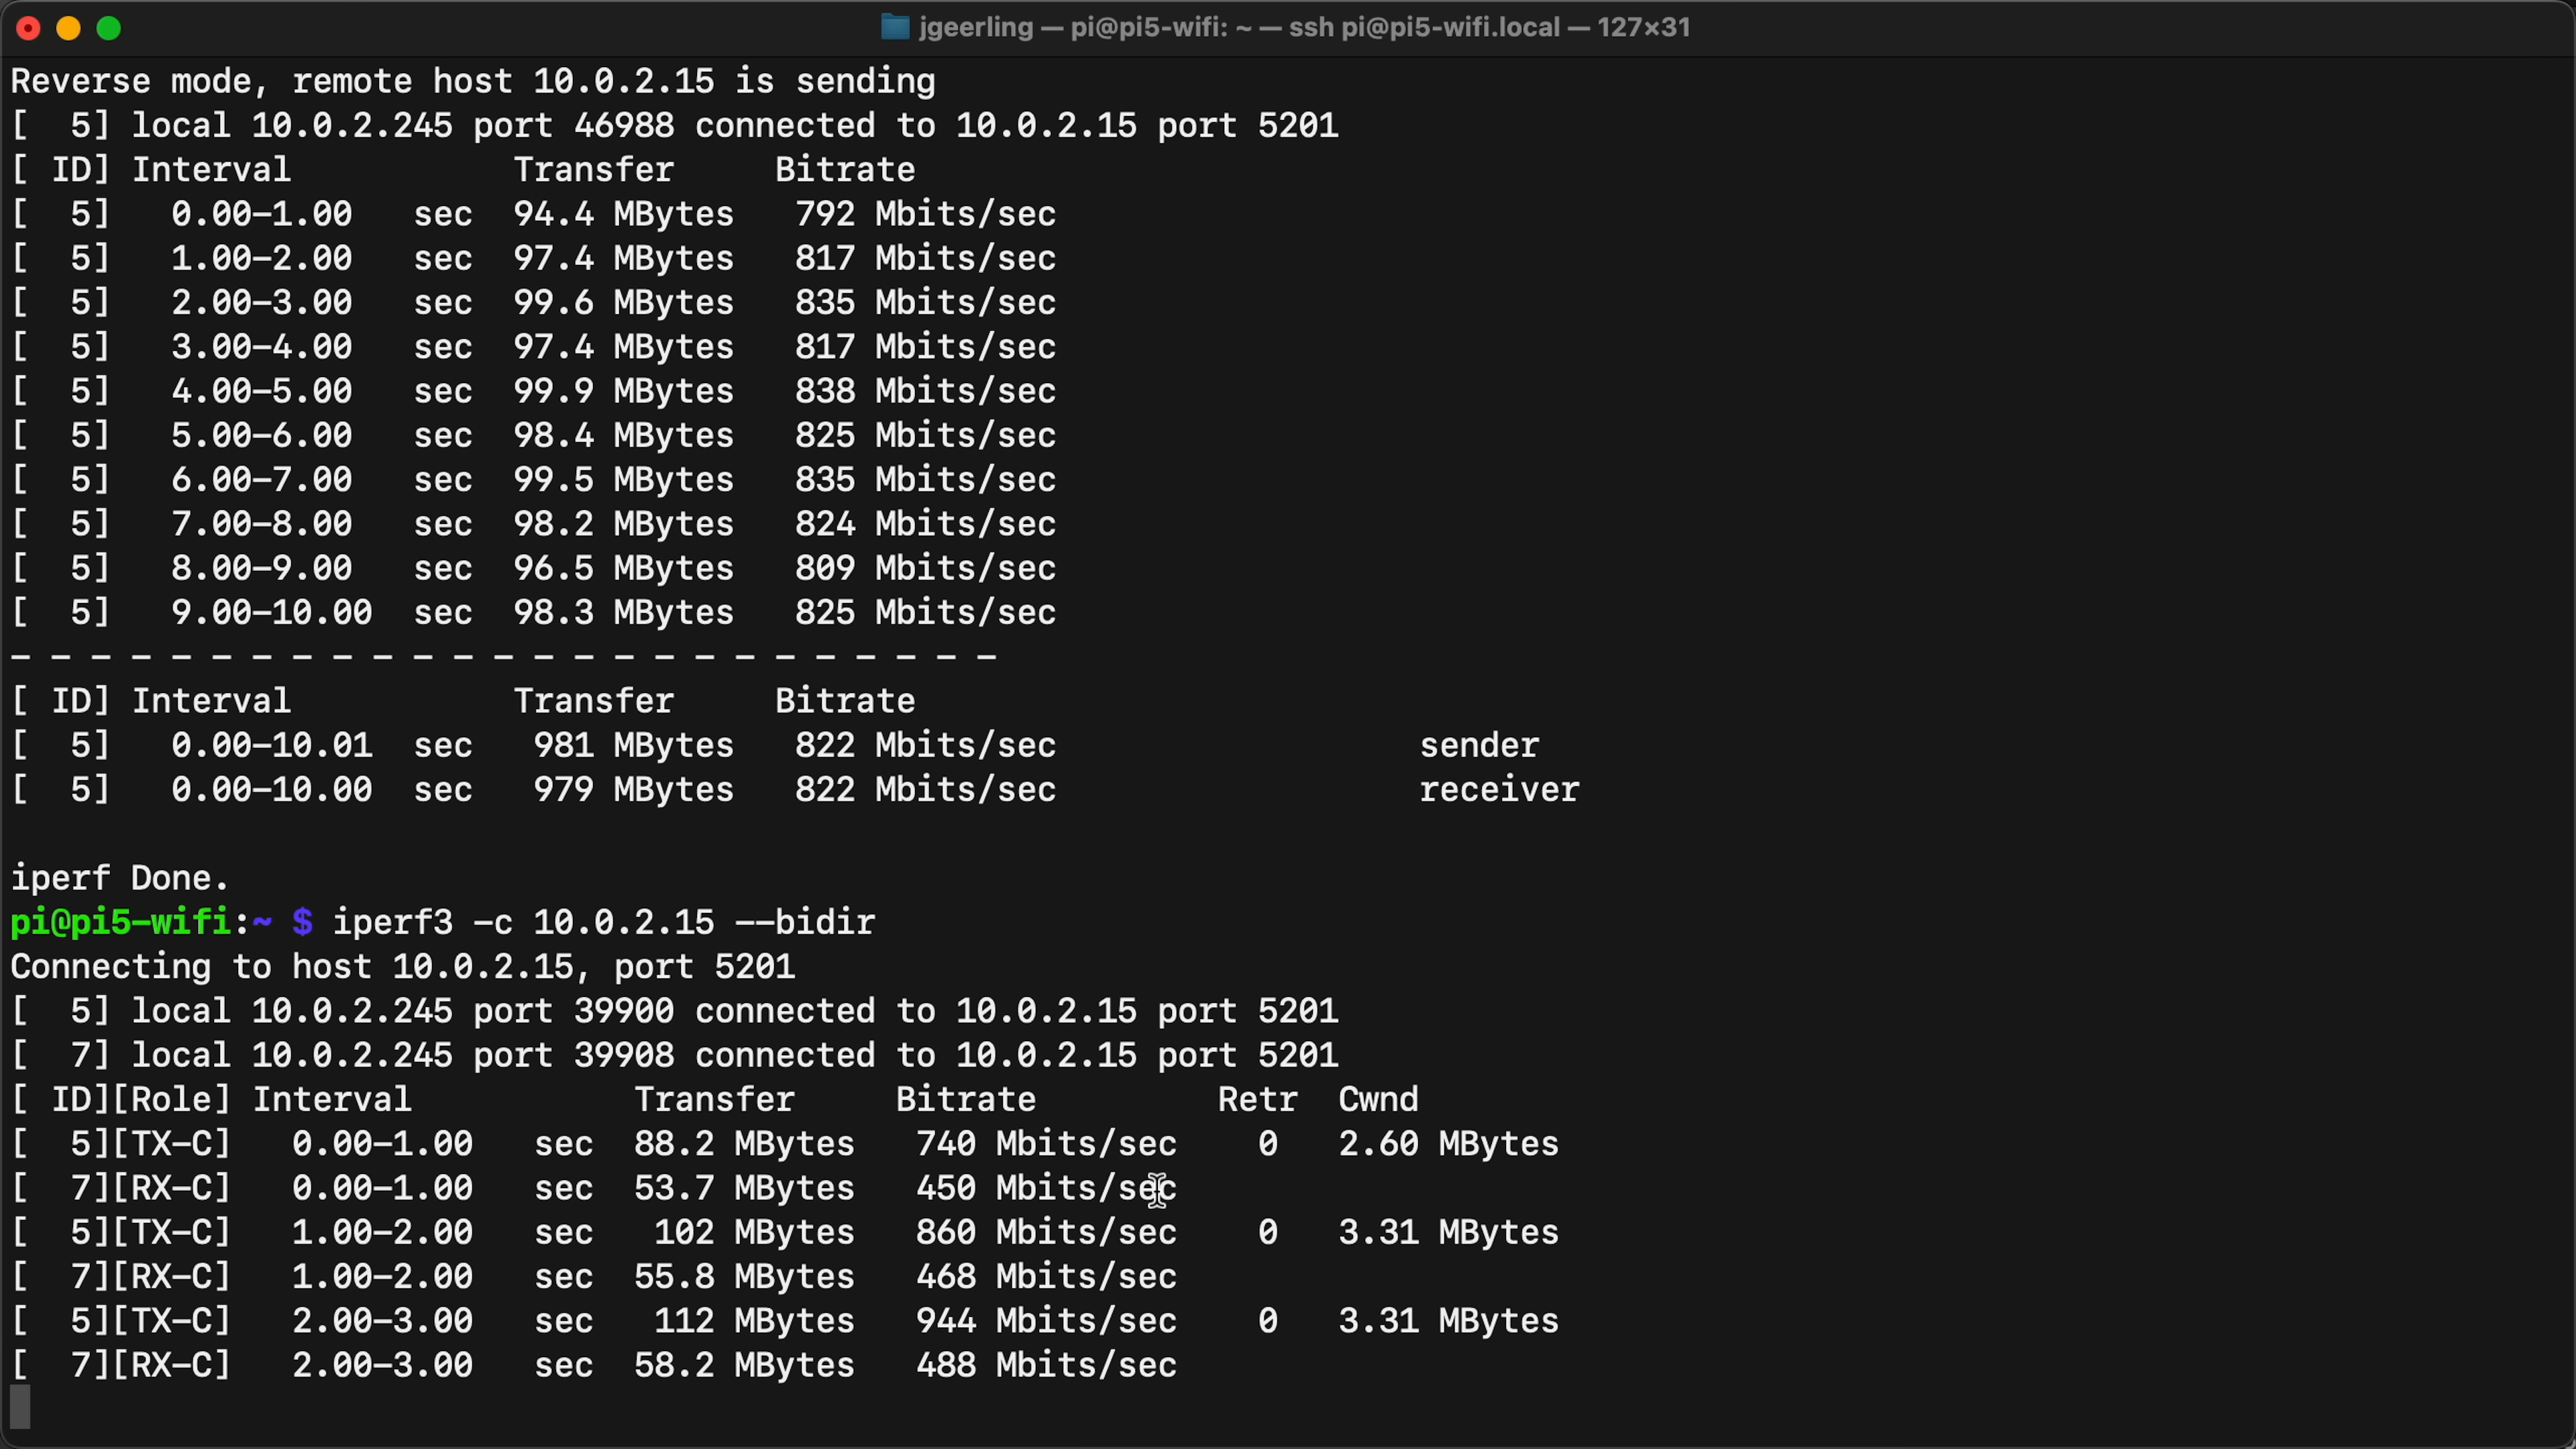 jgeerling — pi@pi5-wifi: ~ — ssh pi@pi5-wifi.local — 127×31
Reverse mode, remote host 10.0.2.15 is sending
[  5] local 10.0.2.245 port 46988 connected to 10.0.2.15 port 5201
[ ID] Interval           Transfer     Bitrate
[  5]   0.00-1.00   sec  94.4 MBytes   792 Mbits/sec
[  5]   1.00-2.00   sec  97.4 MBytes   817 Mbits/sec
[  5]   2.00-3.00   sec  99.6 MBytes   835 Mbits/sec
[  5]   3.00-4.00   sec  97.4 MBytes   817 Mbits/sec
[  5]   4.00-5.00   sec  99.9 MBytes   838 Mbits/sec
[  5]   5.00-6.00   sec  98.4 MBytes   825 Mbits/sec
[  5]   6.00-7.00   sec  99.5 MBytes   835 Mbits/sec
[  5]   7.00-8.00   sec  98.2 MBytes   824 Mbits/sec
[  5]   8.00-9.00   sec  96.5 MBytes   809 Mbits/sec
[  5]   9.00-10.00  sec  98.3 MBytes   825 Mbits/sec
- - - - - - - - - - - - - - - - - - - - - - - - -
[ ID] Interval           Transfer     Bitrate
[  5]   0.00-10.01  sec   981 MBytes   822 Mbits/sec                  sender
[  5]   0.00-10.00  sec   979 MBytes   822 Mbits/sec                  receiver
iperf Done.
pi@pi5-wifi:~ $ iperf3 -c 10.0.2.15 --bidir
Connecting to host 10.0.2.15, port 5201
[  5] local 10.0.2.245 port 39900 connected to 10.0.2.15 port 5201
[  7] local 10.0.2.245 port 39908 connected to 10.0.2.15 port 5201
[ ID][Role] Interval           Transfer     Bitrate         Retr  Cwnd
[  5][TX-C]   0.00-1.00   sec  88.2 MBytes   740 Mbits/sec    0   2.60 MBytes
[  7][RX-C]   0.00-1.00   sec  53.7 MBytes   450 Mbits/sec
[  5][TX-C]   1.00-2.00   sec   102 MBytes   860 Mbits/sec    0   3.31 MBytes
[  7][RX-C]   1.00-2.00   sec  55.8 MBytes   468 Mbits/sec
[  5][TX-C]   2.00-3.00   sec   112 MBytes   944 Mbits/sec    0   3.31 MBytes
[  7][RX-C]   2.00-3.00   sec  58.2 MBytes   488 Mbits/sec